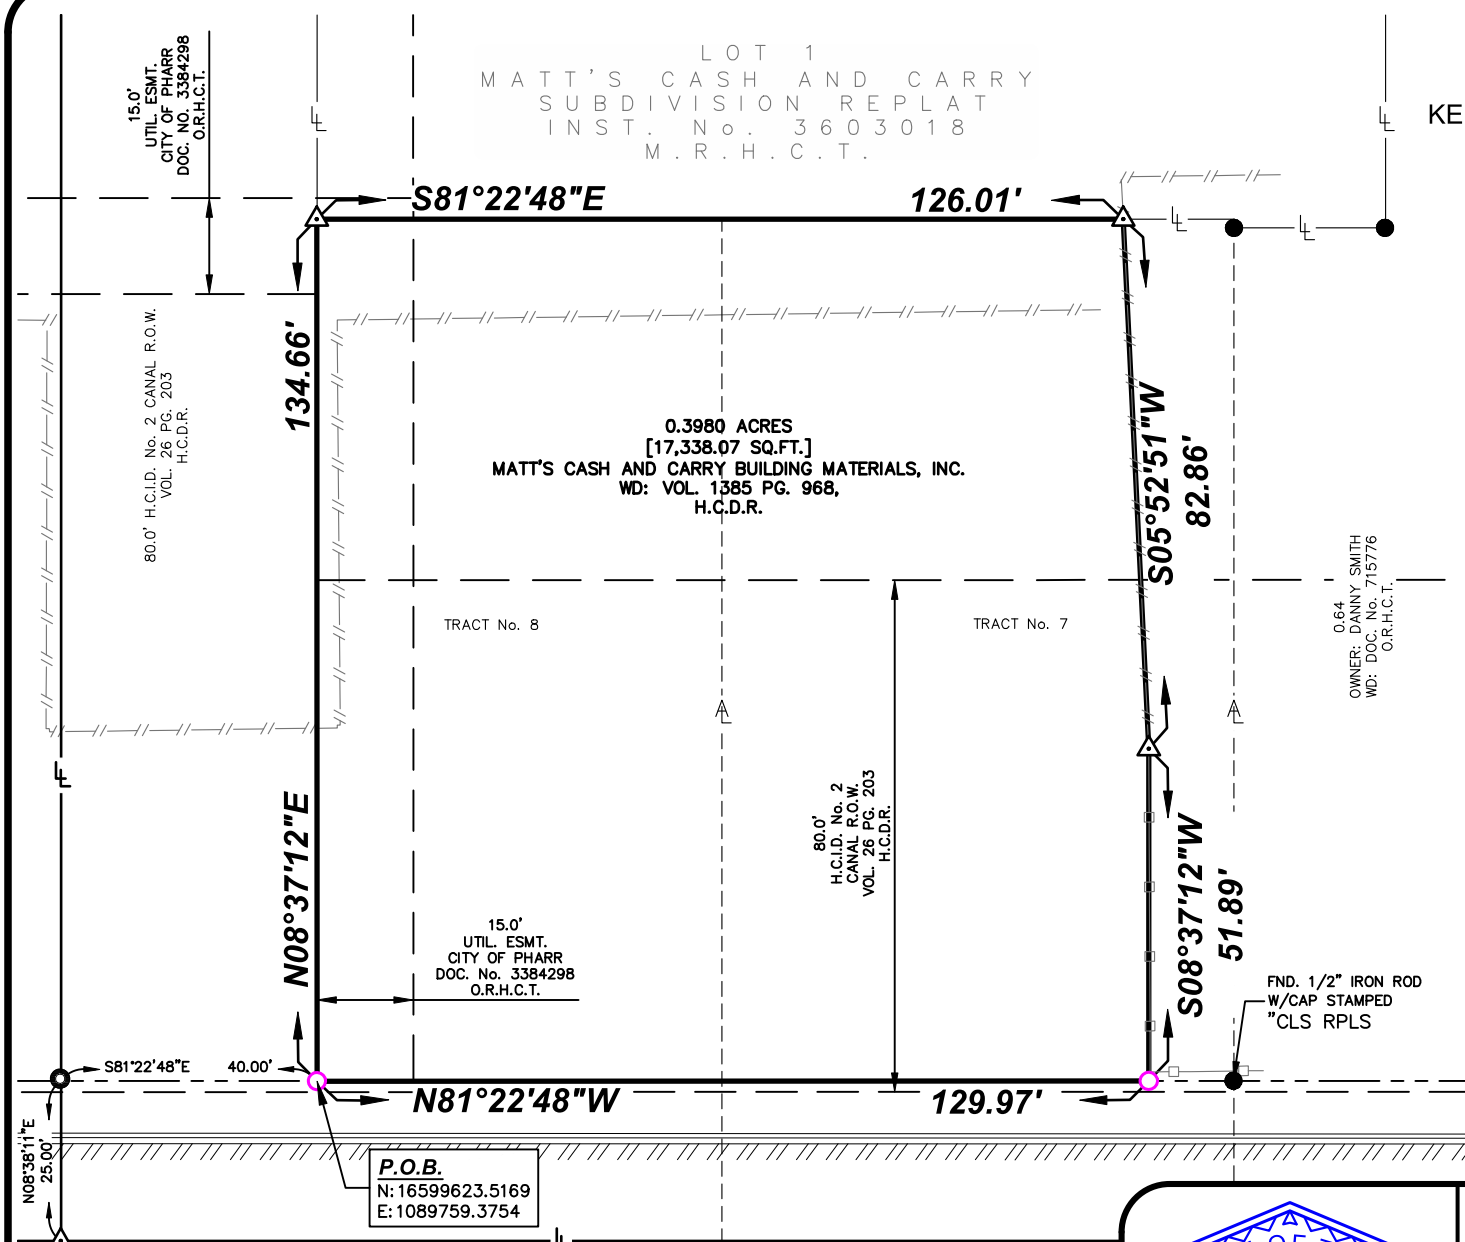 LOT 1
MATT'S CASH AND CARRY
SUBDIVISION REPLAT
INST. No. 3603018
M.R.H.C.T.
15.0'
UTIL. ESMT.
CITY OF PHARR
DOC. NO. 3384298
O.R.H.C.T.
KE
S81°22'48"E
126.01'
134.66'
N08°37'12"E
80.0' H.C.I.D. No. 2 CANAL R.O.W.
VOL. 26 PG. 203
H.C.D.R.
0.3980 ACRES
[17,338.07 SQ.FT.]
MATT'S CASH AND CARRY BUILDING MATERIALS, INC.
WD: VOL. 1385 PG. 968,
H.C.D.R.
S05°52'51"W
82.86'
TRACT No. 8
TRACT No. 7
0.64
OWNER: DANNY SMITH
WD: DOC. No. 715776
O.R.H.C.T.
80.0'
H.C.I.D. No. 2
CANAL R.O.W.
VOL. 26 PG. 203
H.C.D.R.
S08°37'12"W
51.89'
15.0'
UTIL. ESMT.
CITY OF PHARR
DOC. No. 3384298
O.R.H.C.T.
FND. 1/2" IRON ROD
W/CAP STAMPED
"CLS RPLS
S81°22'48"E
40.00'
N81°22'48"W
129.97'
N08°38'11"E
25.00'
P.O.B.
N:16599623.5169
E:1089759.3754